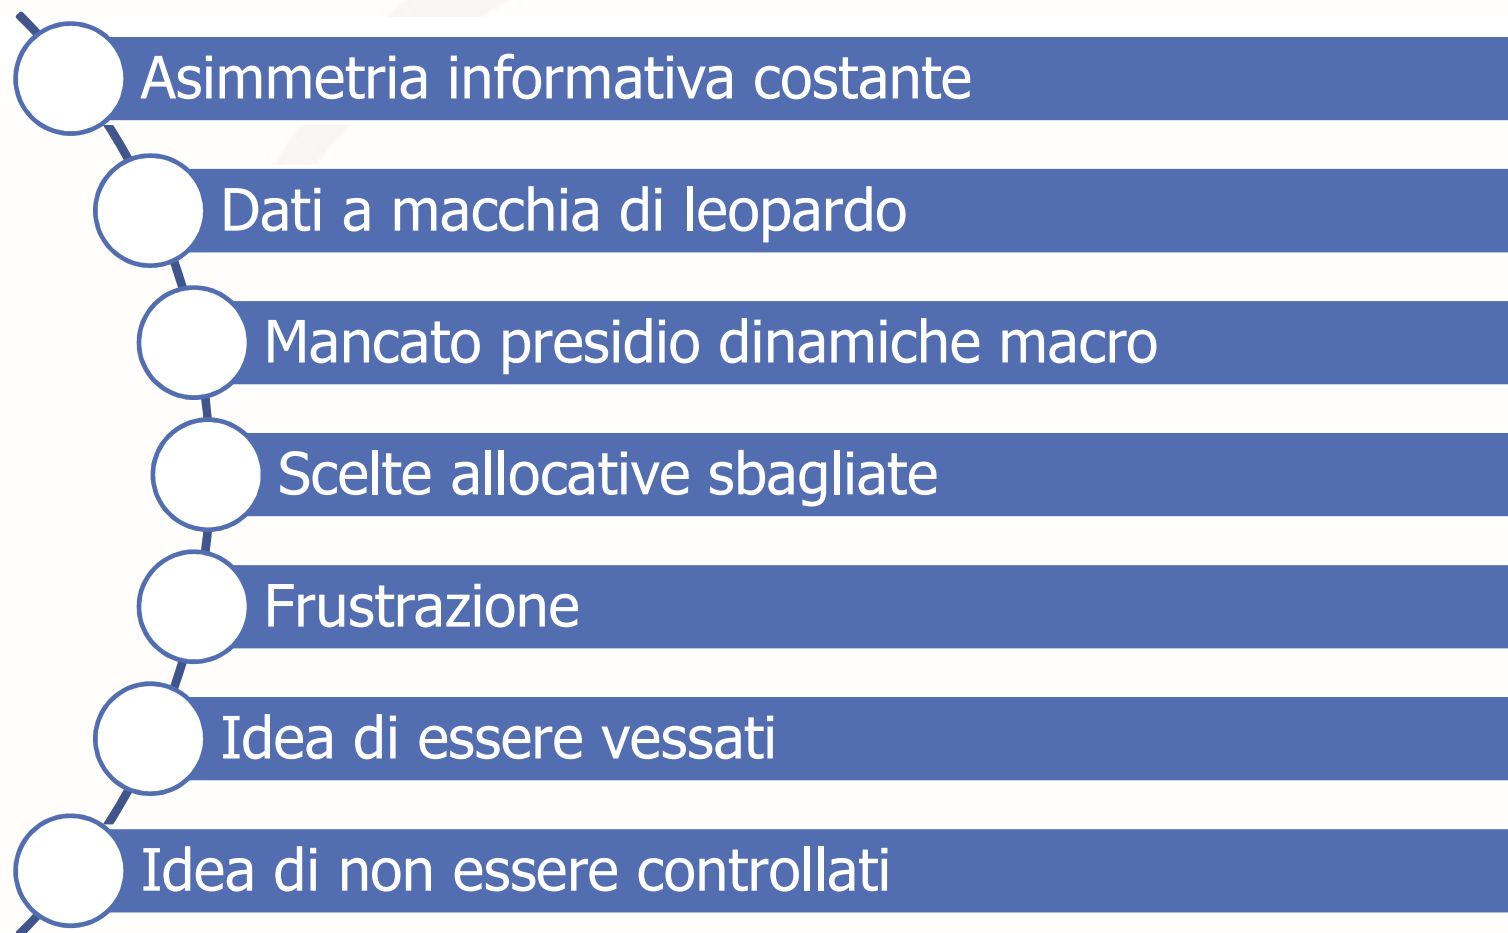 Asimmetria informativa costante
Dati a macchia di leopardo
Mancato presidio dinamiche macro
Scelte allocative sbagliate
Frustrazione
Idea di essere vessati
Idea di non essere controllati